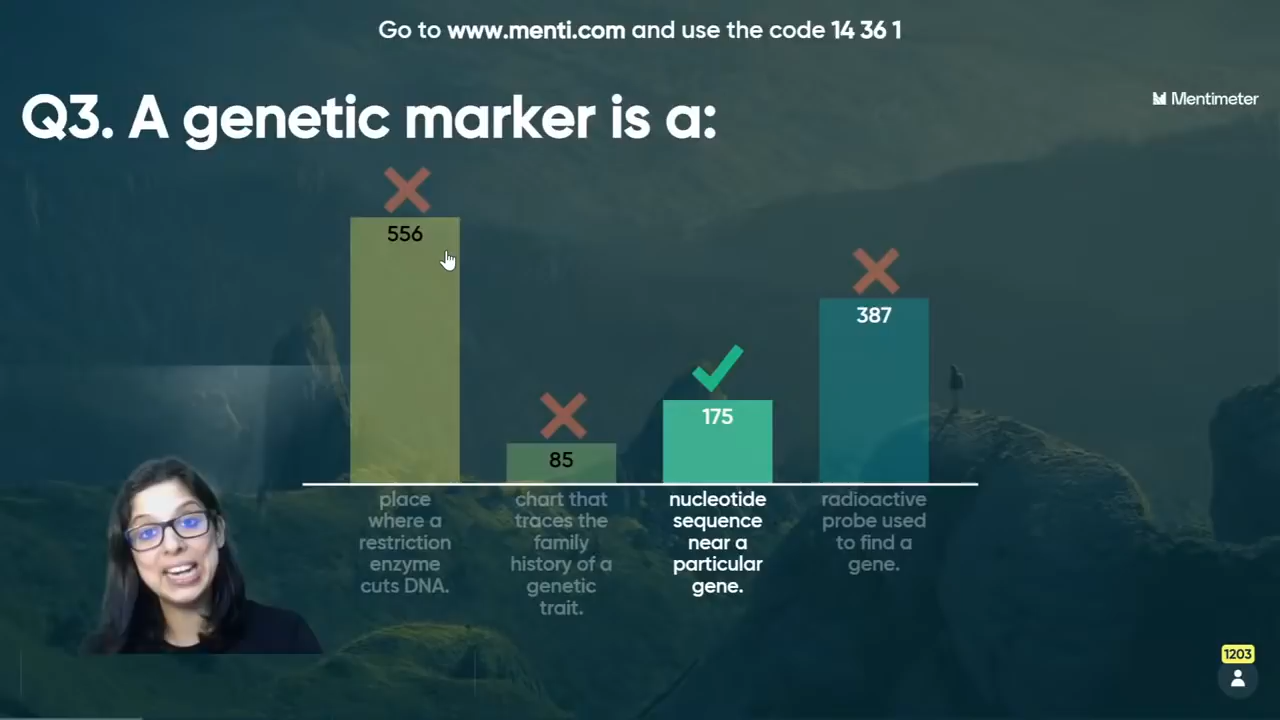 Go to www.menti.com and use the code 14 36 1
Q3. A genetic marker is a:
Mentimeter
556
387
175
85
place
where a
restriction
enzyme
cuts DNA.
chart that
traces the
family
history of a
genetic
trait.
nucleotide
sequence
near a
particular
gene.
radioactive
probe used
to find a
gene.
1203